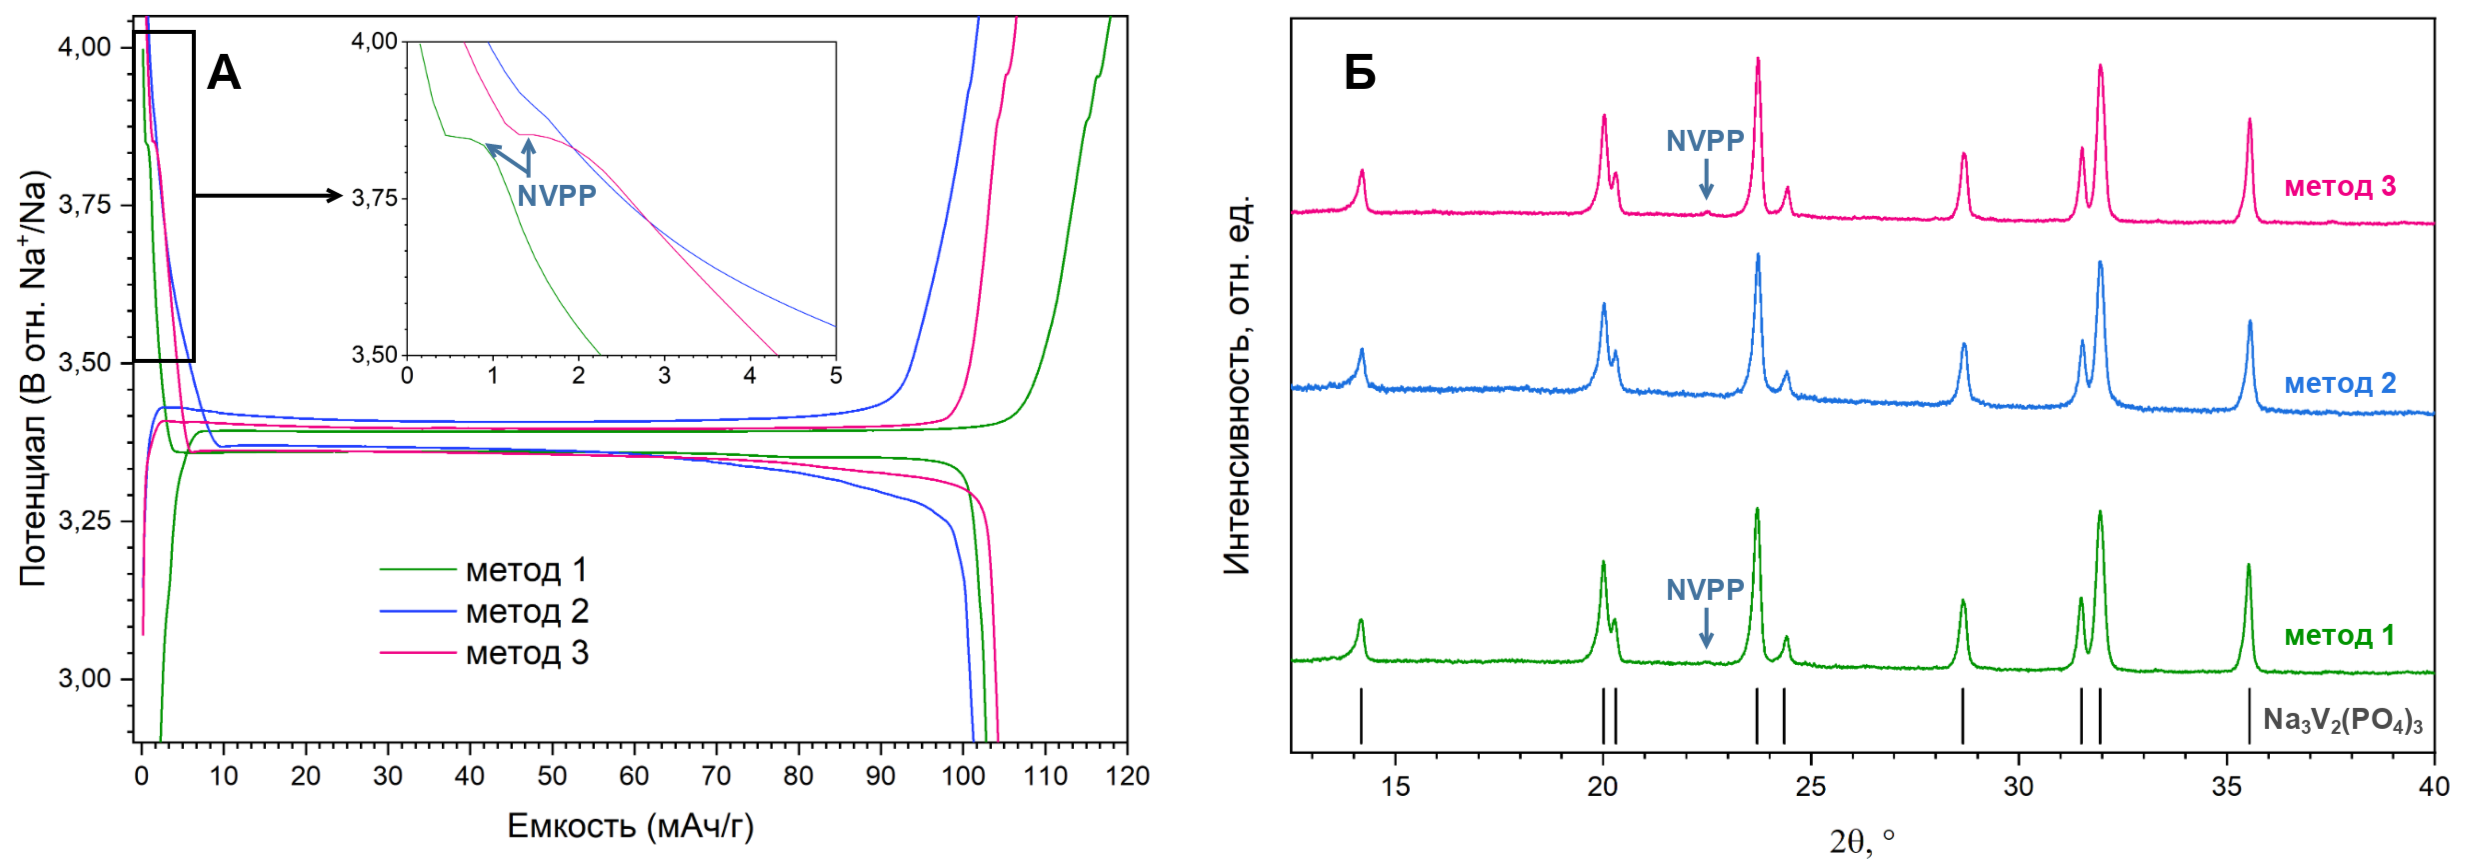 А
Потенциал (В отн. Na⁺/Na)
4,00
3,75
3,50
3,25
3,00
4,00
3,75
3,50
0 1 2 3 4 5
NVPP
метод 1
метод 2
метод 3
0 10 20 30 40 50 60 70 80 90 100 110 120
Емкость (мАч/г)
Б
Интенсивность, отн. ед.
NVPP
метод 3
метод 2
NVPP
метод 1
Na₃V₂(PO₄)₃
15 20 25 30 35 40
2θ, °